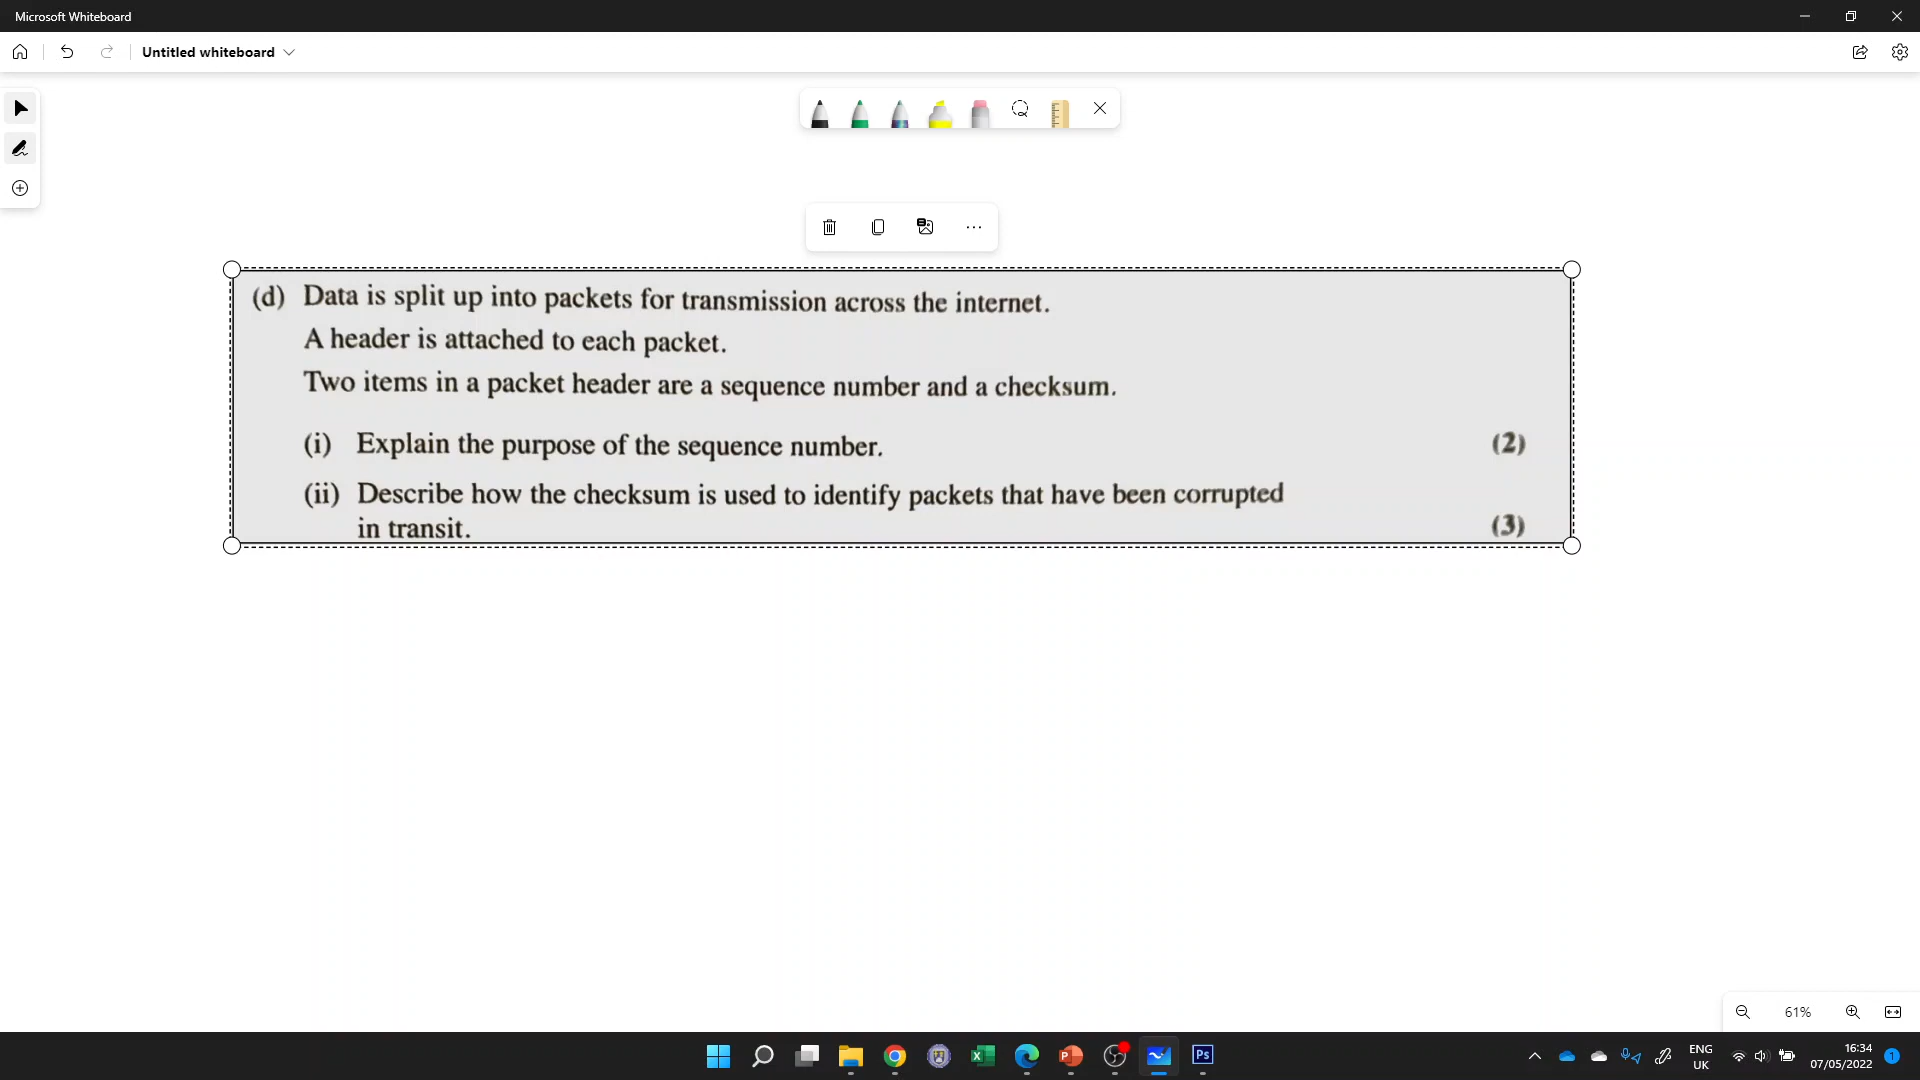 Microsoft Whiteboard
Untitled whiteboard
(d) Data is split up into packets for transmission across the internet.
A header is attached to each packet.
Two items in a packet header are a sequence number and a checksum.
(i) Explain the purpose of the sequence number. (2)
(ii) Describe how the checksum is used to identify packets that have been corrupted
in transit. (3)
61%
ENG
UK
16:34
07/05/2022
1
P
X
Ps